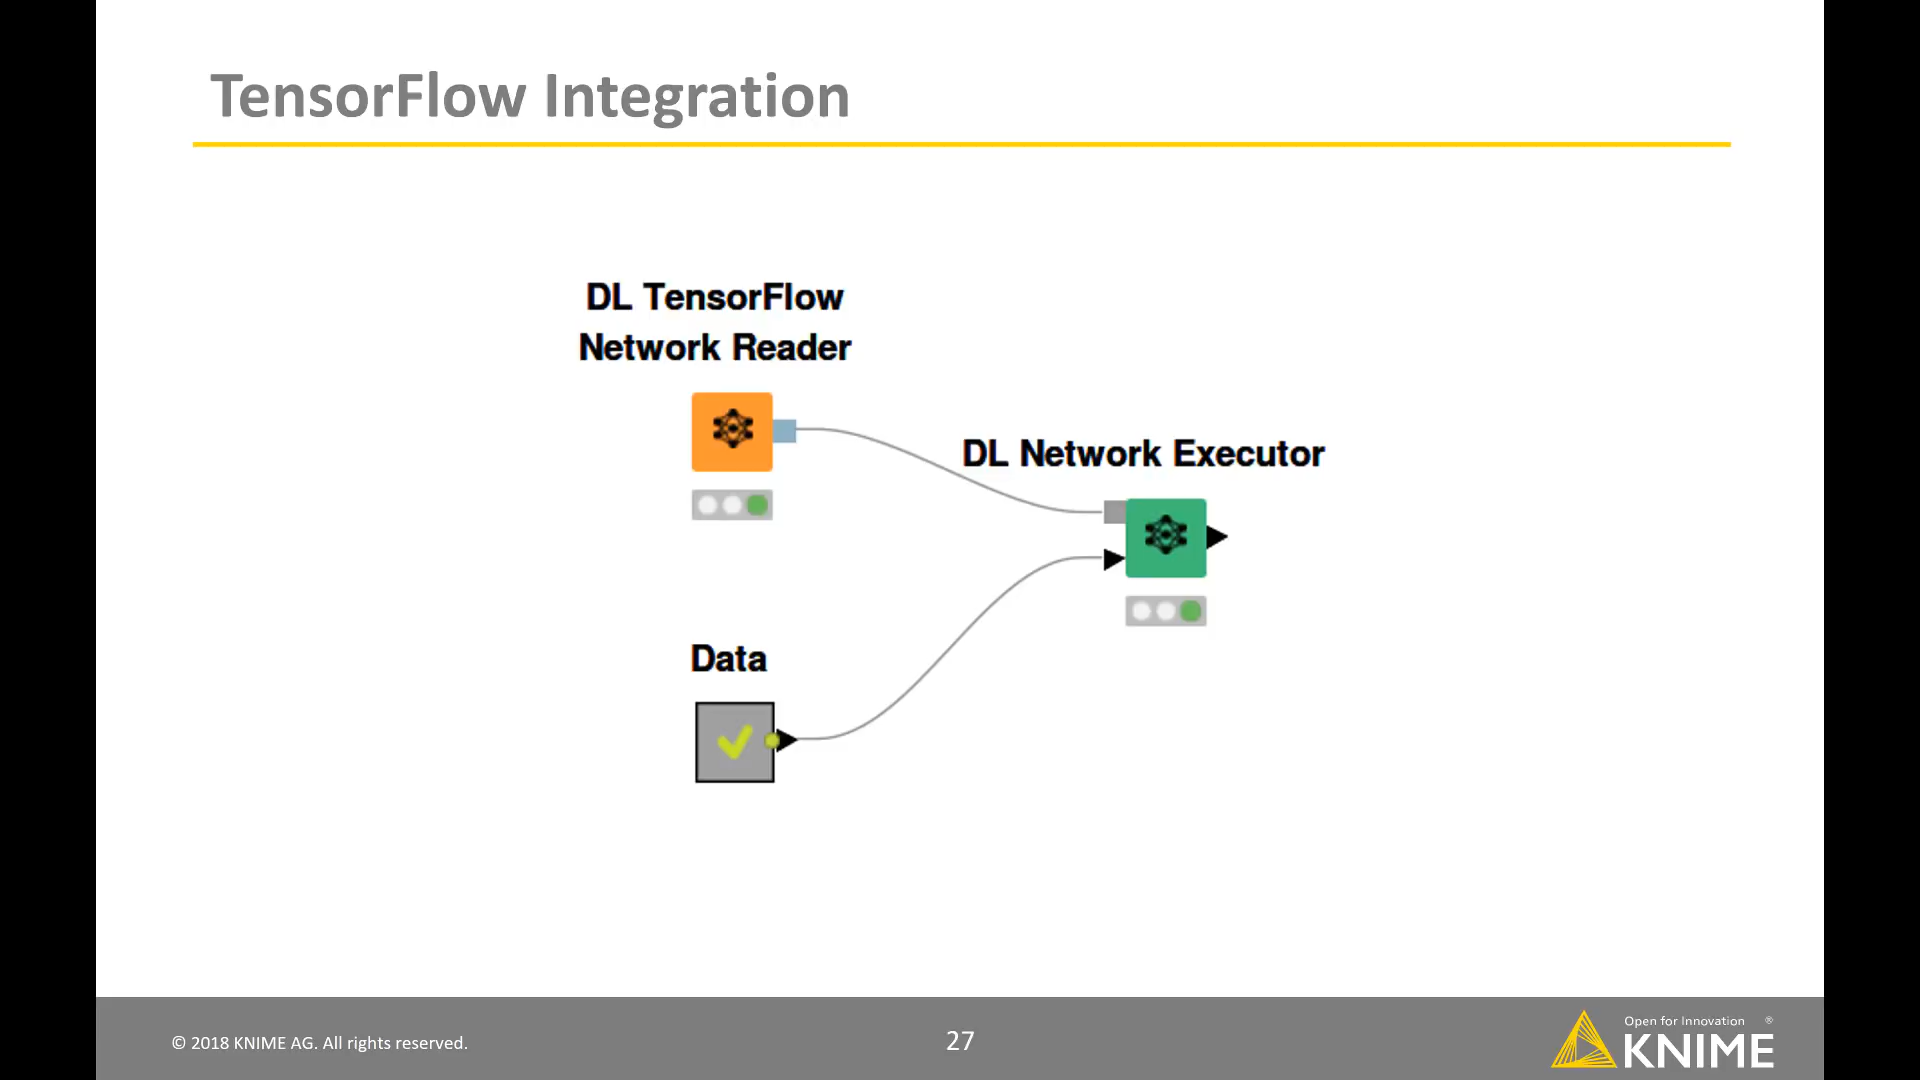 TensorFlow Integration
DL TensorFlow
Network Reader
DL Network Executor
Data
© 2018 KNIME AG. All rights reserved.
27
Open for Innovation ®
KNIME